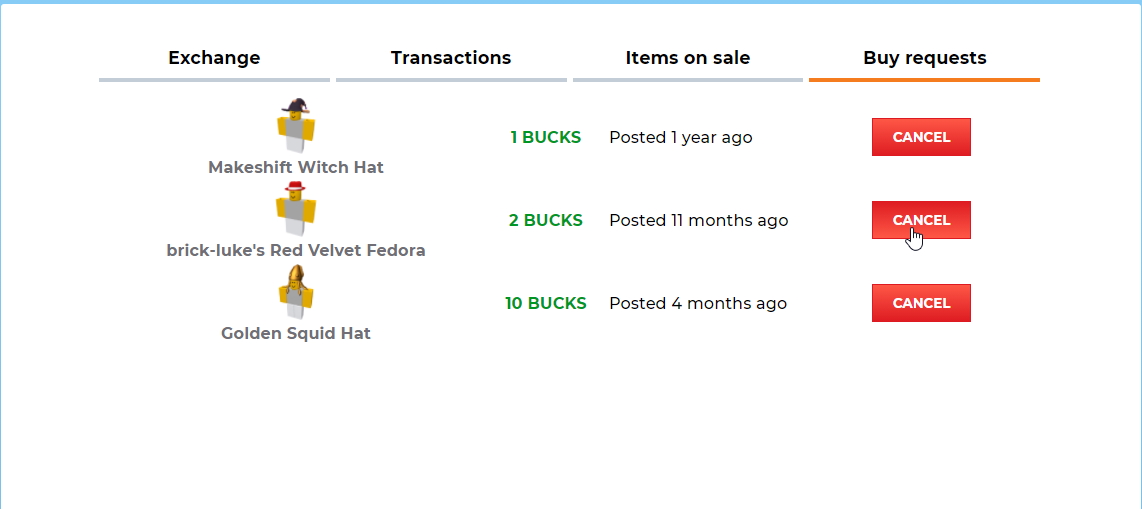 Exchange
Transactions
Items on sale
Buy requests
1 BUCKS
Posted 1 year ago
CANCEL
Makeshift Witch Hat
2 BUCKS
Posted 11 months ago
CANCEL
brick-luke's Red Velvet Fedora
10 BUCKS
Posted 4 months ago
CANCEL
Golden Squid Hat